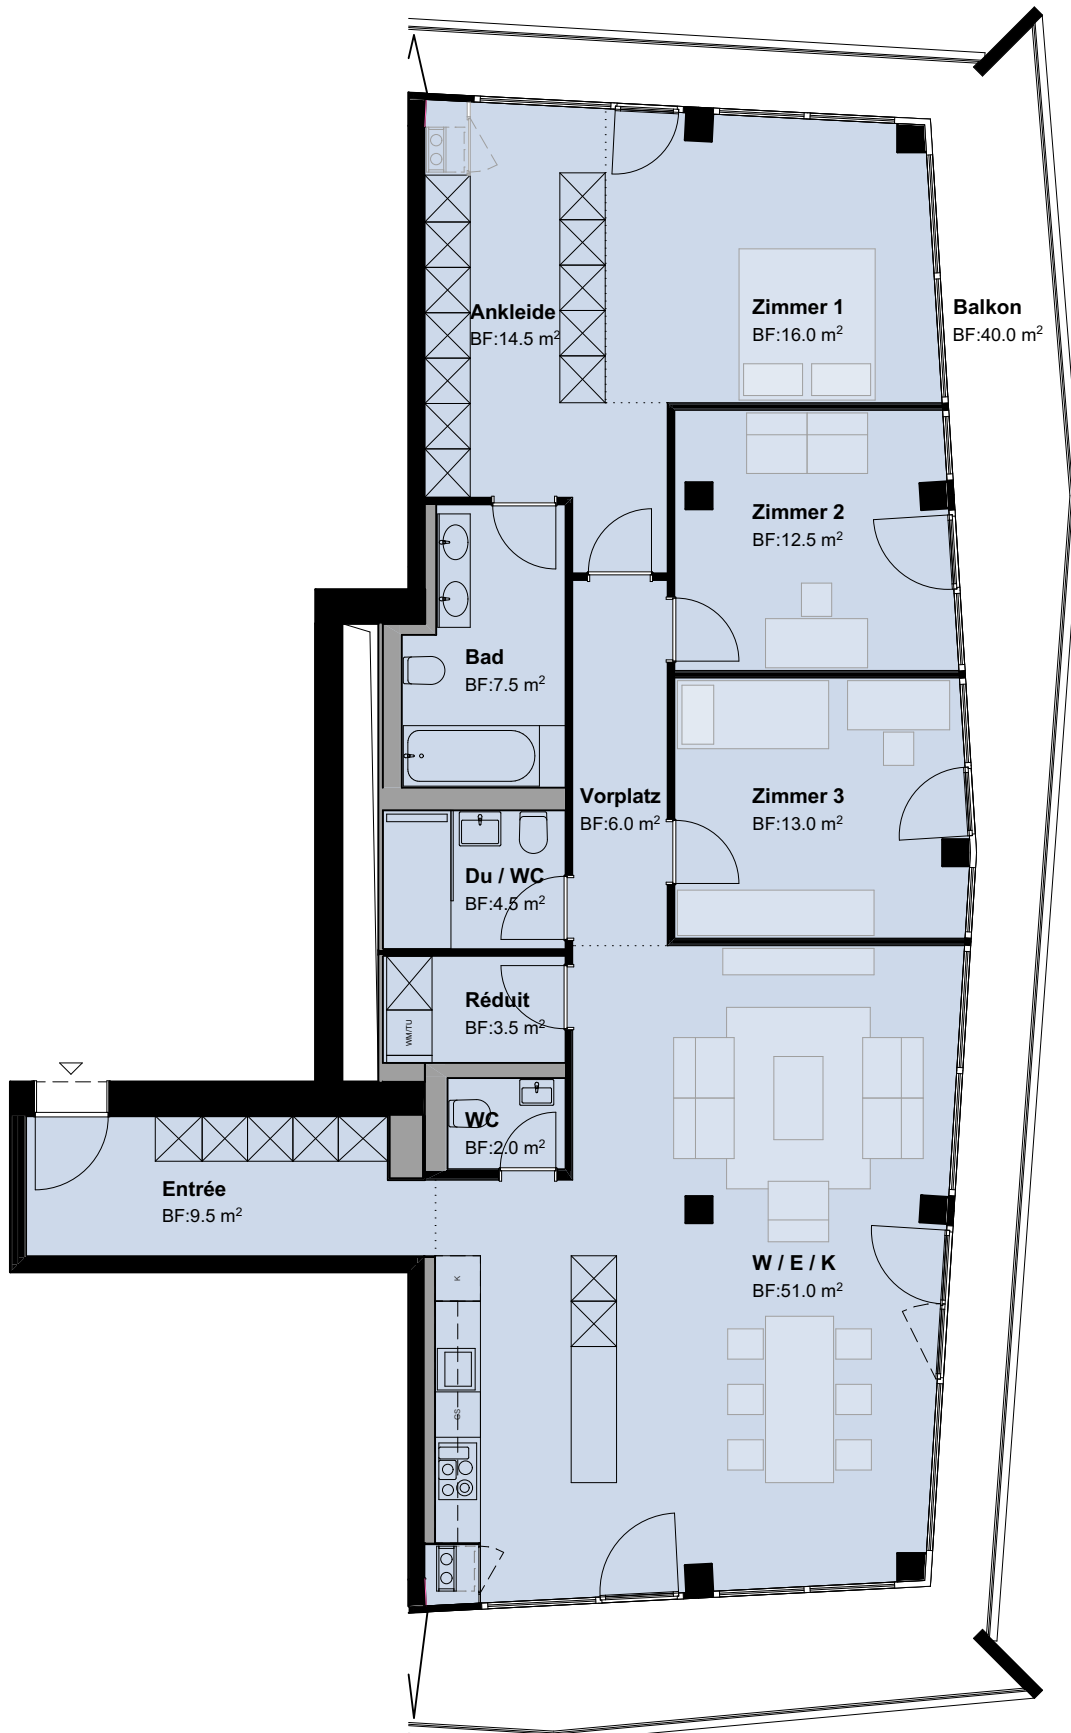 Ankleide
BF:14.5 m²
Zimmer 1
BF:16.0 m²
Balkon
BF:40.0 m²
Zimmer 2
BF:12.5 m²
Bad
BF:7.5 m²
Vorplatz
BF:6.0 m²
Zimmer 3
BF:13.0 m²
Du / WC
BF:4.5 m²
Réduit
BF:3.5 m²
WM/TU
WC
BF:2.0 m²
Entrée
BF:9.5 m²
W / E / K
BF:51.0 m²
K
GS